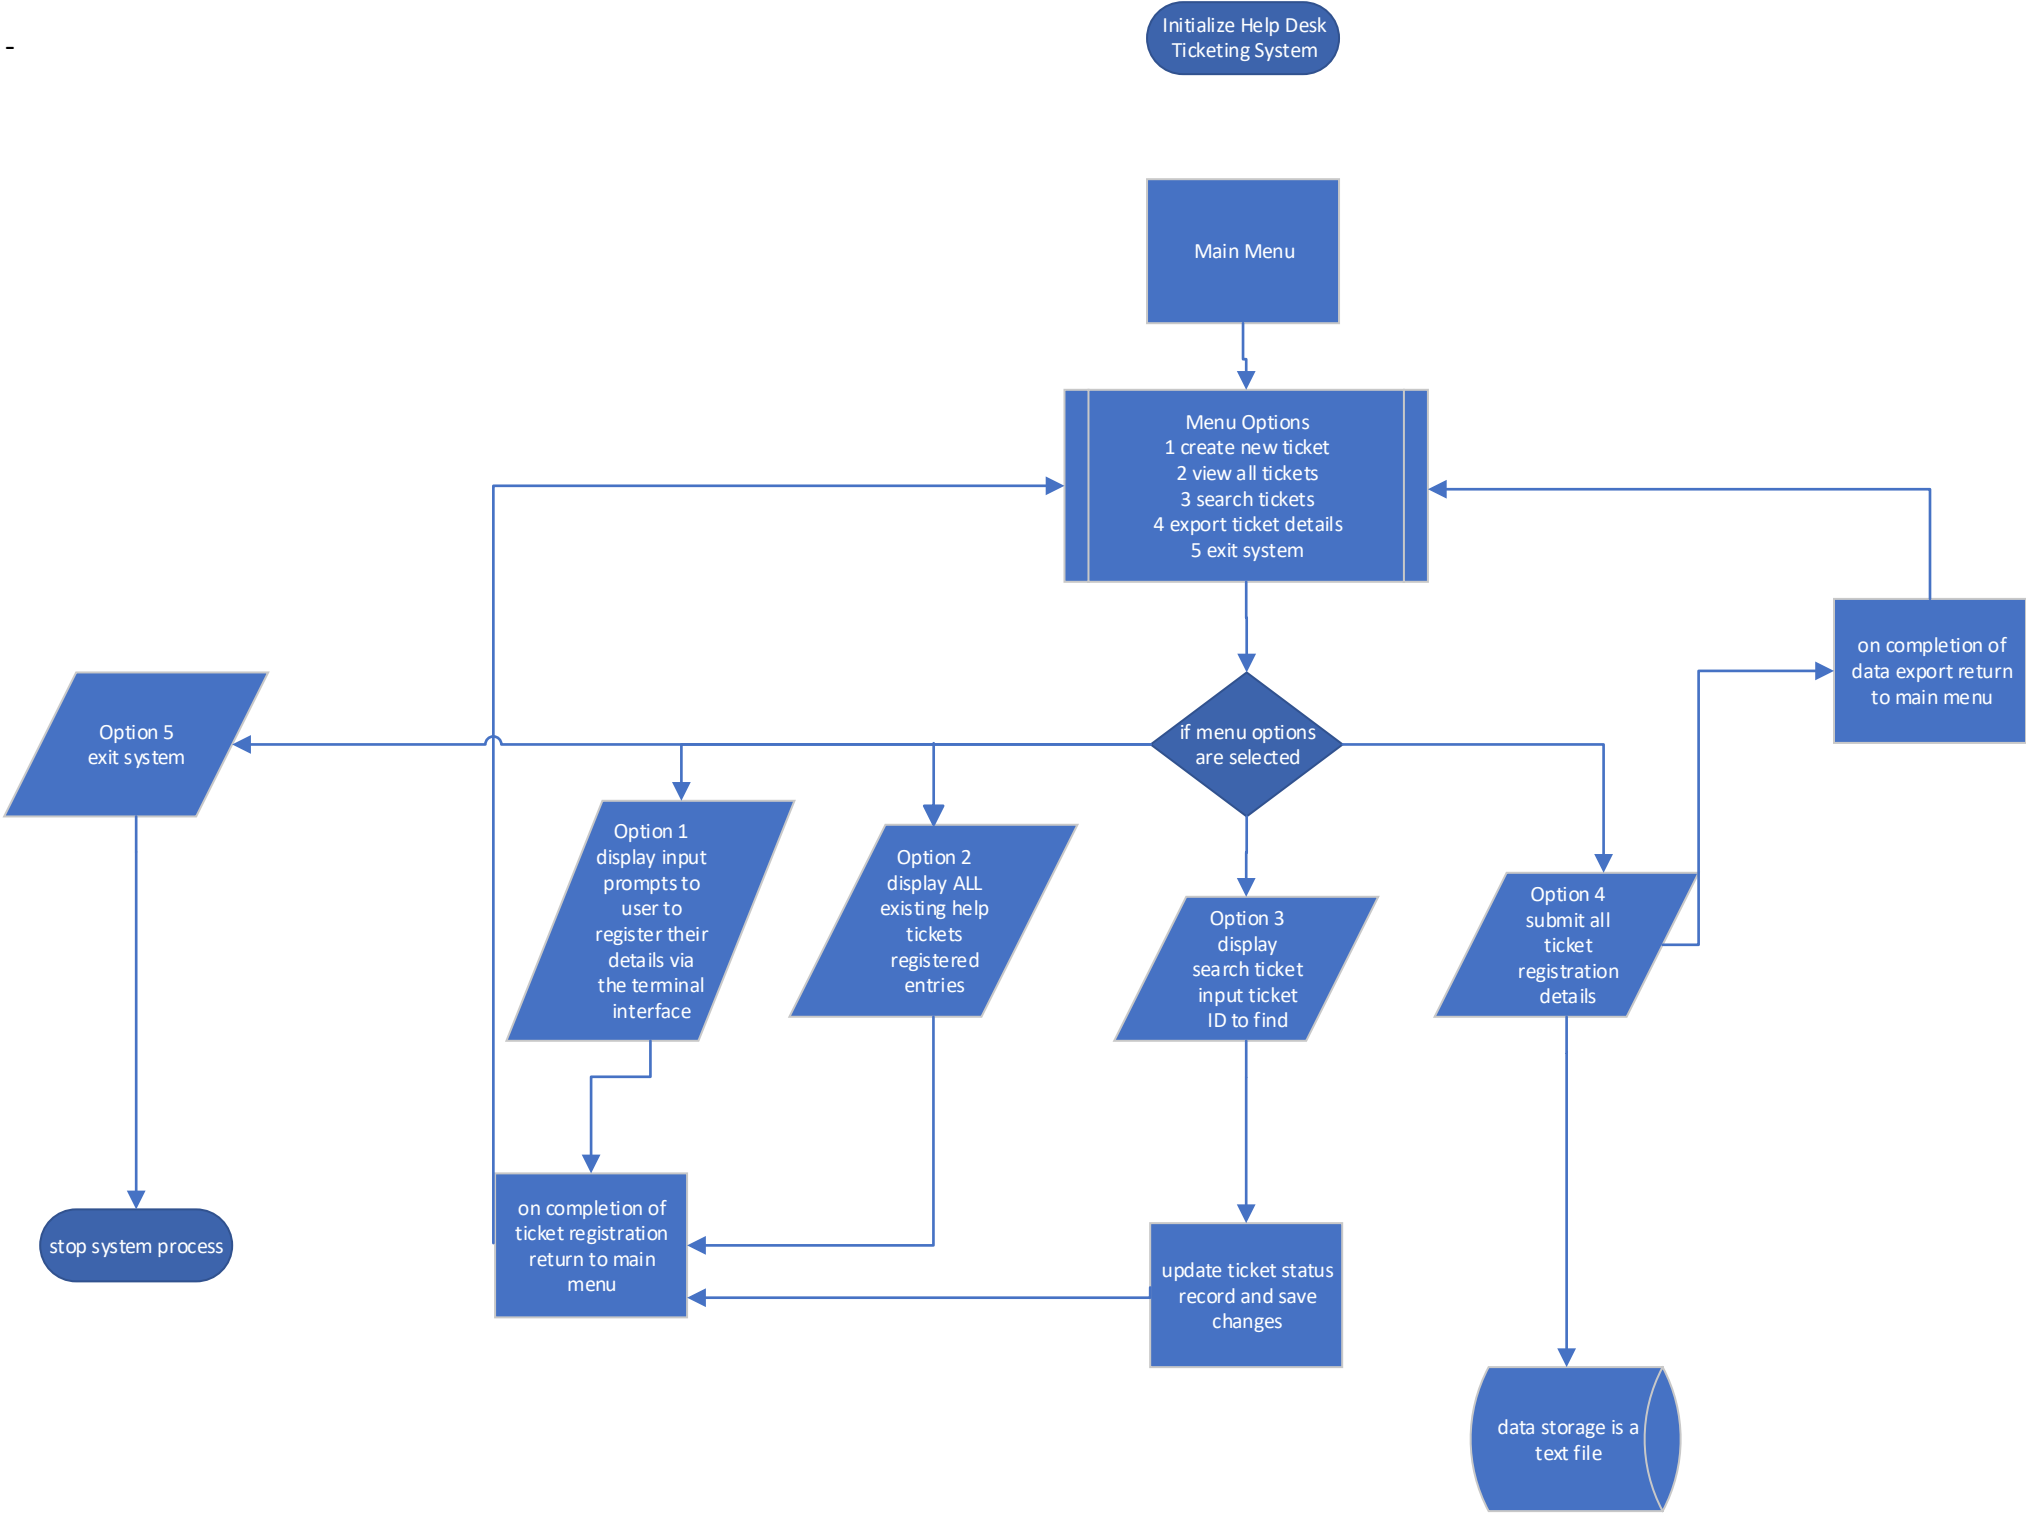 -
Initialize Help Desk
Ticketing System
Main Menu
Menu Options
1 create new ticket
2 view all tickets
3 search tickets
4 export ticket details
5 exit system
on completion of
data export return
to main menu
Option 5
exit system
if menu options
are selected
Option 1
display input
prompts to
user to
register their
details via
the terminal
interface
Option 2
display ALL
existing help
tickets
registered
entries
Option 3
display
search ticket
input ticket
ID to find
Option 4
submit all
ticket
registration
details
stop system process
on completion of
ticket registration
return to main
menu
update ticket status
record and save
changes
data storage is a
text file